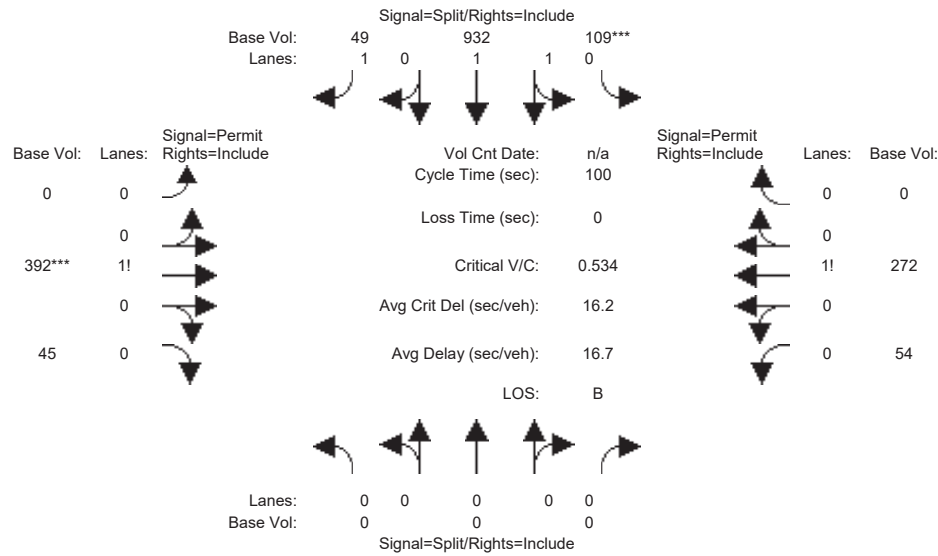 Signal=Split/Rights=Include
Base Vol: 49 932 109***
Lanes: 1 0 1 1 0
Signal=Permit Signal=Permit
Base Vol: Lanes: Rights=Include Vol Cnt Date: n/a Rights=Include Lanes: Base Vol:
Cycle Time (sec): 100
0 0 0 0
Loss Time (sec): 0
0 0
392*** 1! Critical V/C: 0.534 1! 272
0 Avg Crit Del (sec/veh): 16.2 0
45 0 Avg Delay (sec/veh): 16.7 0 54
LOS: B
Lanes: 0 0 0 0 0
Base Vol: 0 0 0
Signal=Split/Rights=Include